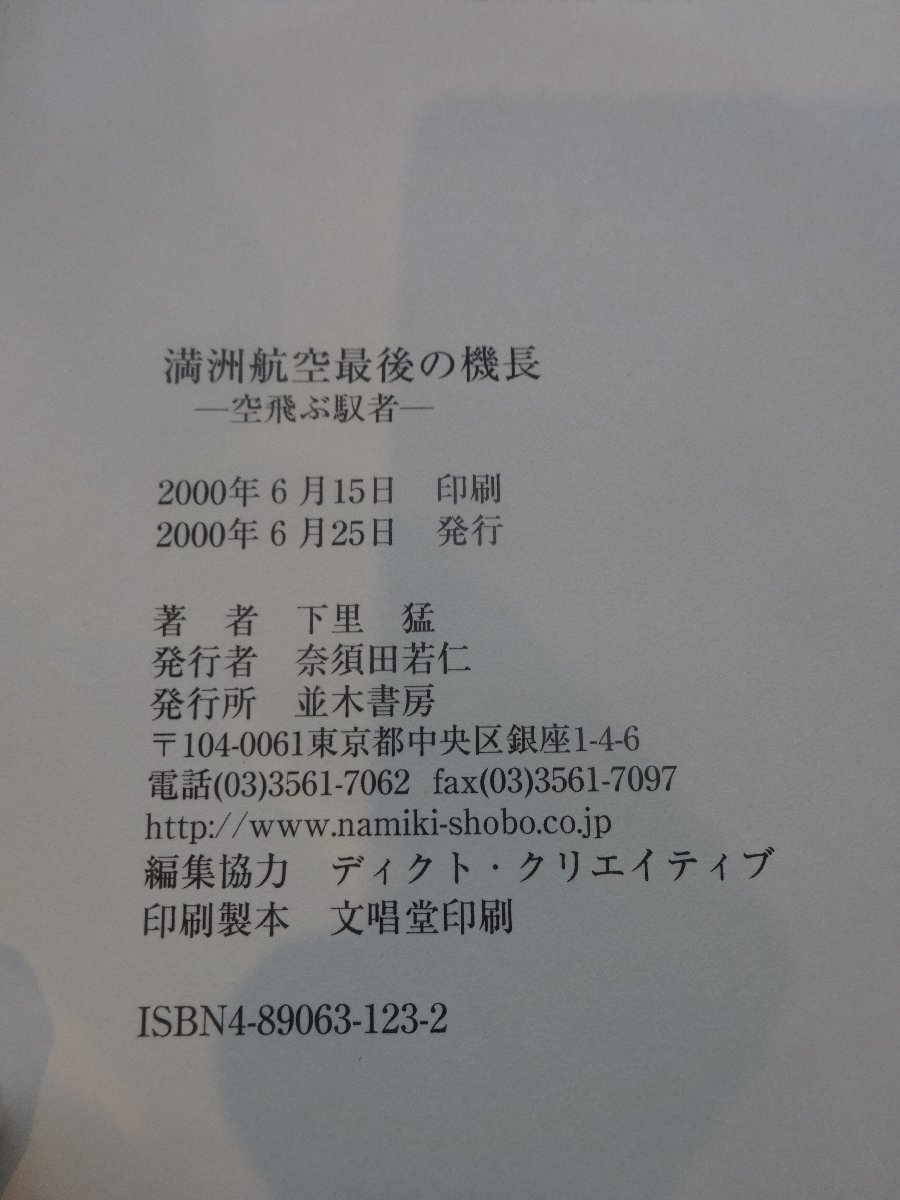 満洲航空最後の機長
―空飛ぶ馭者―
2000年6月15日　印刷
2000年6月25日　発行
著　者　下里　猛
発行者　奈須田若仁
発行所　並木書房
〒104-0061東京都中央区銀座1-4-6
電話(03)3561-7062 fax(03)3561-7097
http://www.namiki-shobo.co.jp
編集協力　ディクト・クリエイティブ
印刷製本　文唱堂印刷
ISBN4-89063-123-2